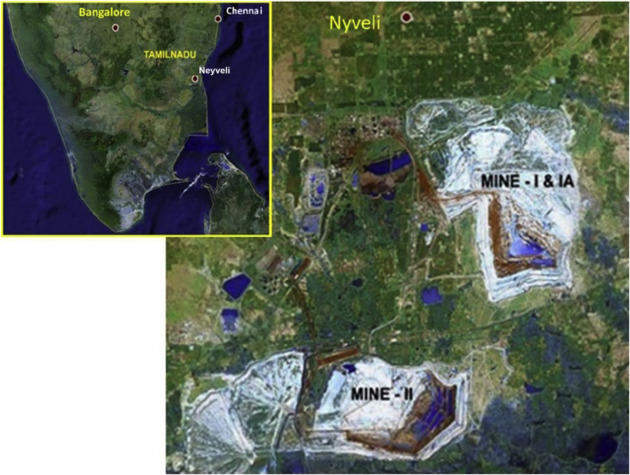 Bangalore
Chennai
TAMILNADU
Neyveli
Nyveli
MINE - I & IA
MINE - II